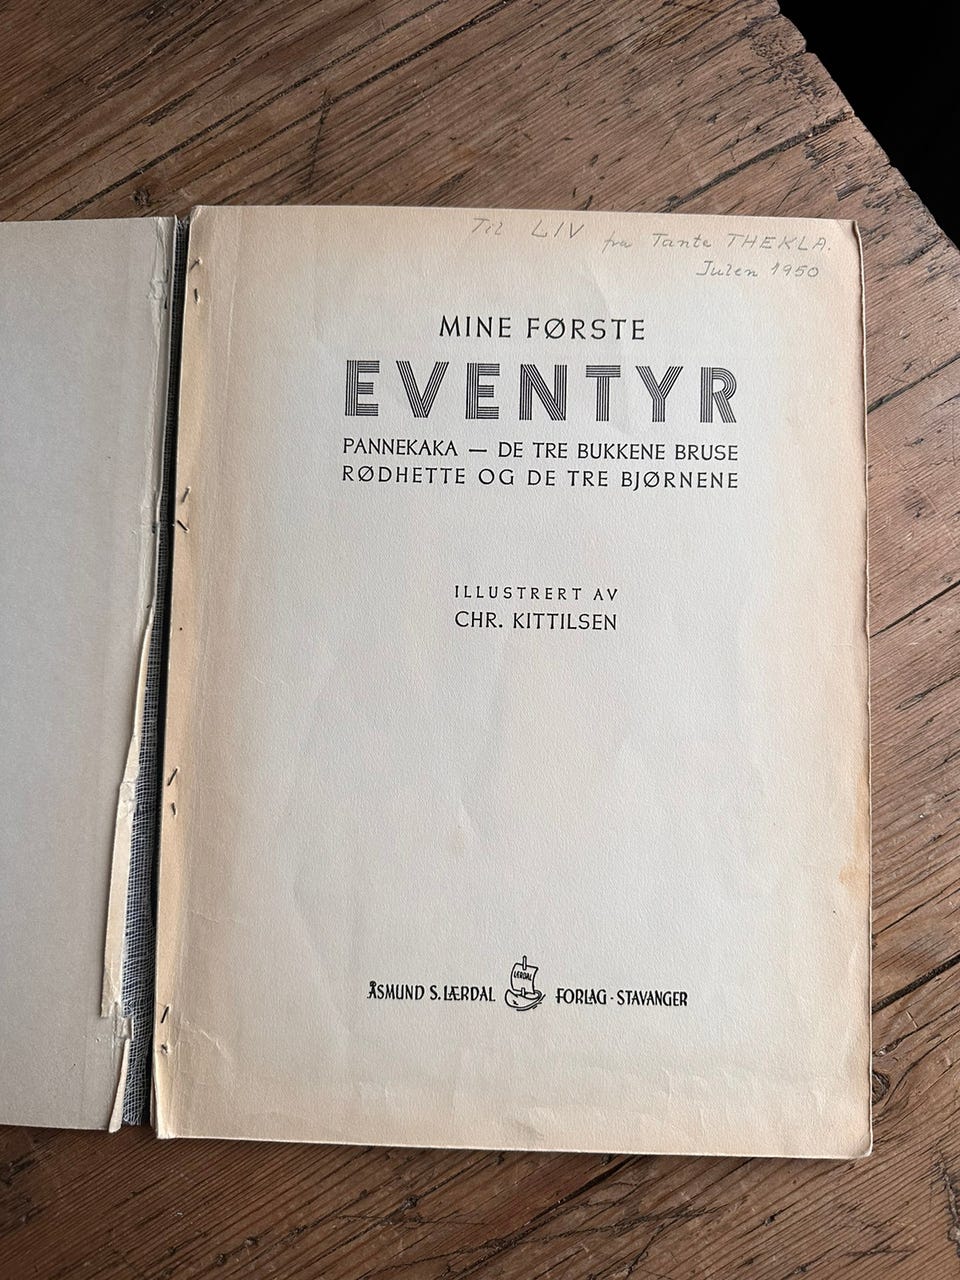 Til LIV fra Tante THEKLA.
Julen 1950
MINE FØRSTE
EVENTYR
PANNEKAKA — DE TRE BUKKENE BRUSE
RØDHETTE OG DE TRE BJØRNENE
ILLUSTRERT AV
CHR. KITTILSEN
LÆRDAL
ÅSMUND S. LÆRDAL FORLAG · STAVANGER